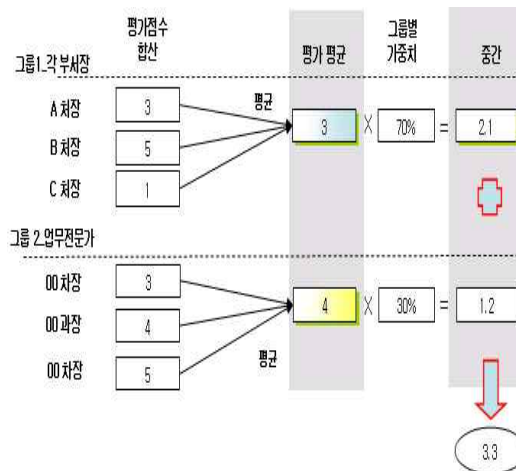 평가점수
합산
평가 평균
그룹별
가중치
중간
그룹1_각 부서장
A 처장 3
B 처장 5
C 처장 1
평균
3 X 70% = 2.1
그룹 2_업무전문가
00 차장 3
00 과장 4
00 차장 5
평균
4 X 30% = 1.2
3.3